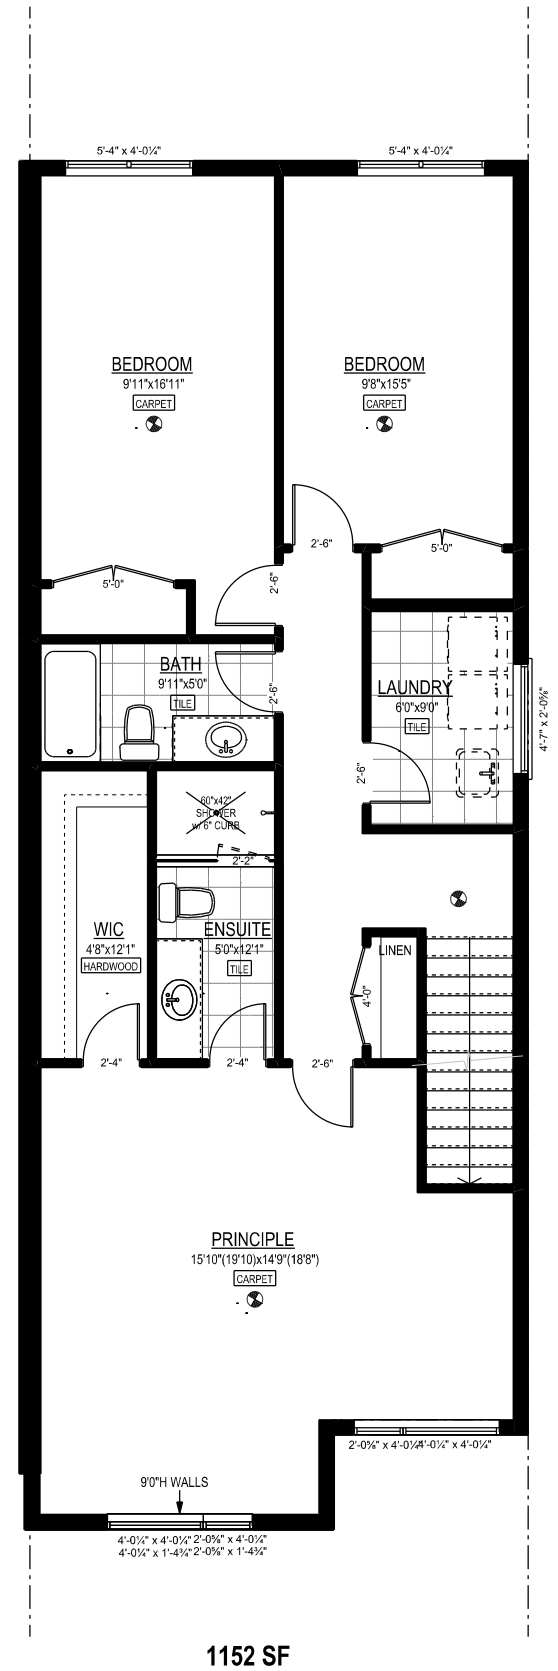 5'-4" x 4'-0¼"
5'-4" x 4'-0¼"
BEDROOM
9'11"x16'11"
CARPET
BEDROOM
9'8"x15'5"
CARPET
2'-6"
5'-0"
5'-0"
2'-6"
BATH
9'11"x5'0"
TILE
2'-6"
LAUNDRY
6'0"x9'0"
TILE
4'-7" x 2'-0⅝"
2'-6"
60"x42"
SHOWER
w/ 6" CURB
2'-2"
WIC
4'8"x12'1"
HARDWOOD
ENSUITE
5'0"x12'1"
TILE
LINEN
4'-0"
2'-4"
2'-4"
2'-6"
PRINCIPLE
15'10"(19'10)x14'9"(18'8")
CARPET
2'-0⅝" x 4'-0¼"
4'-0¼" x 4'-0¼"
9'0"H WALLS
4'-0¼" x 4'-0¼" 2'-0⅝" x 4'-0¼"
4'-0¼" x 1'-4¾" 2'-0⅝" x 1'-4¾"
1152 SF